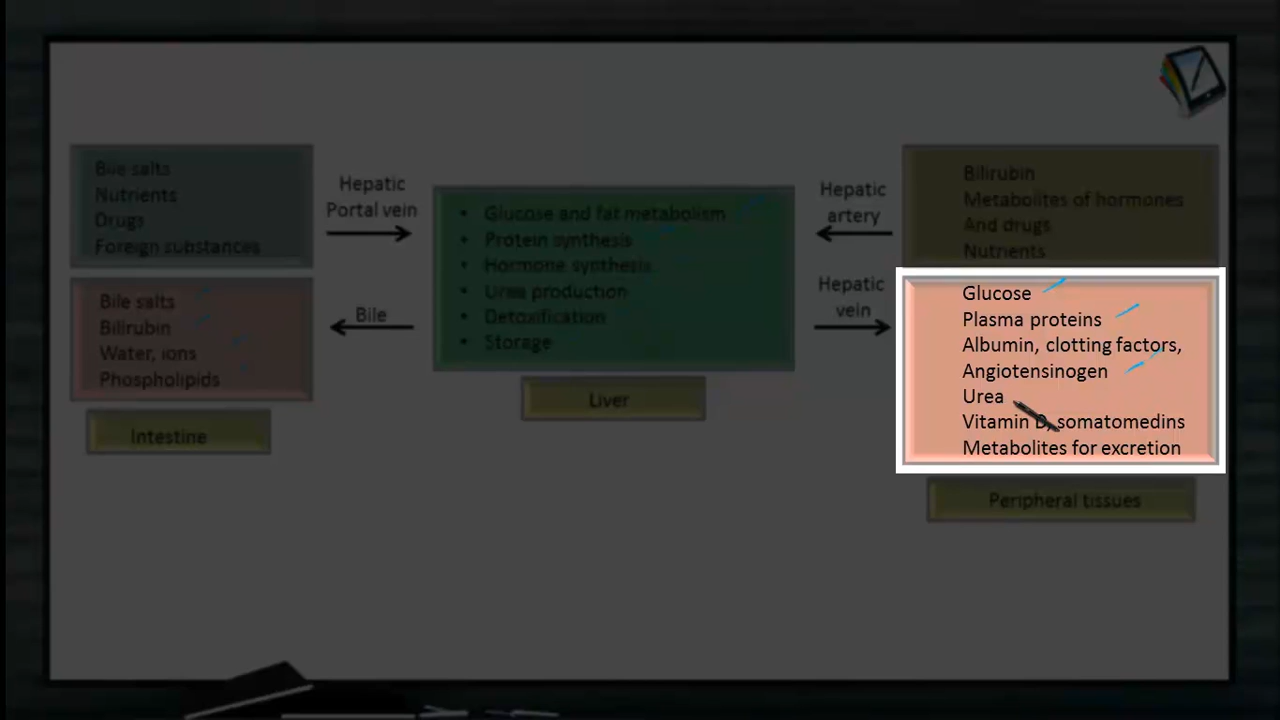 Bile salts
Nutrients
Drugs
Foreign substances
Hepatic
Portal vein
Bile salts
Bilirubin
Water, ions
Phospholipids
Bile
Intestine
• Glucose and fat metabolism
• Protein synthesis
• Hormone synthesis
• Urea production
• Detoxification
• Storage
Liver
Hepatic
artery
Hepatic
vein
Bilirubin
Metabolites of hormones
And drugs
Nutrients
Glucose
Plasma proteins
Albumin, clotting factors,
Angiotensinogen
Urea
Vitamin D, somatomedins
Metabolites for excretion
Peripheral tissues